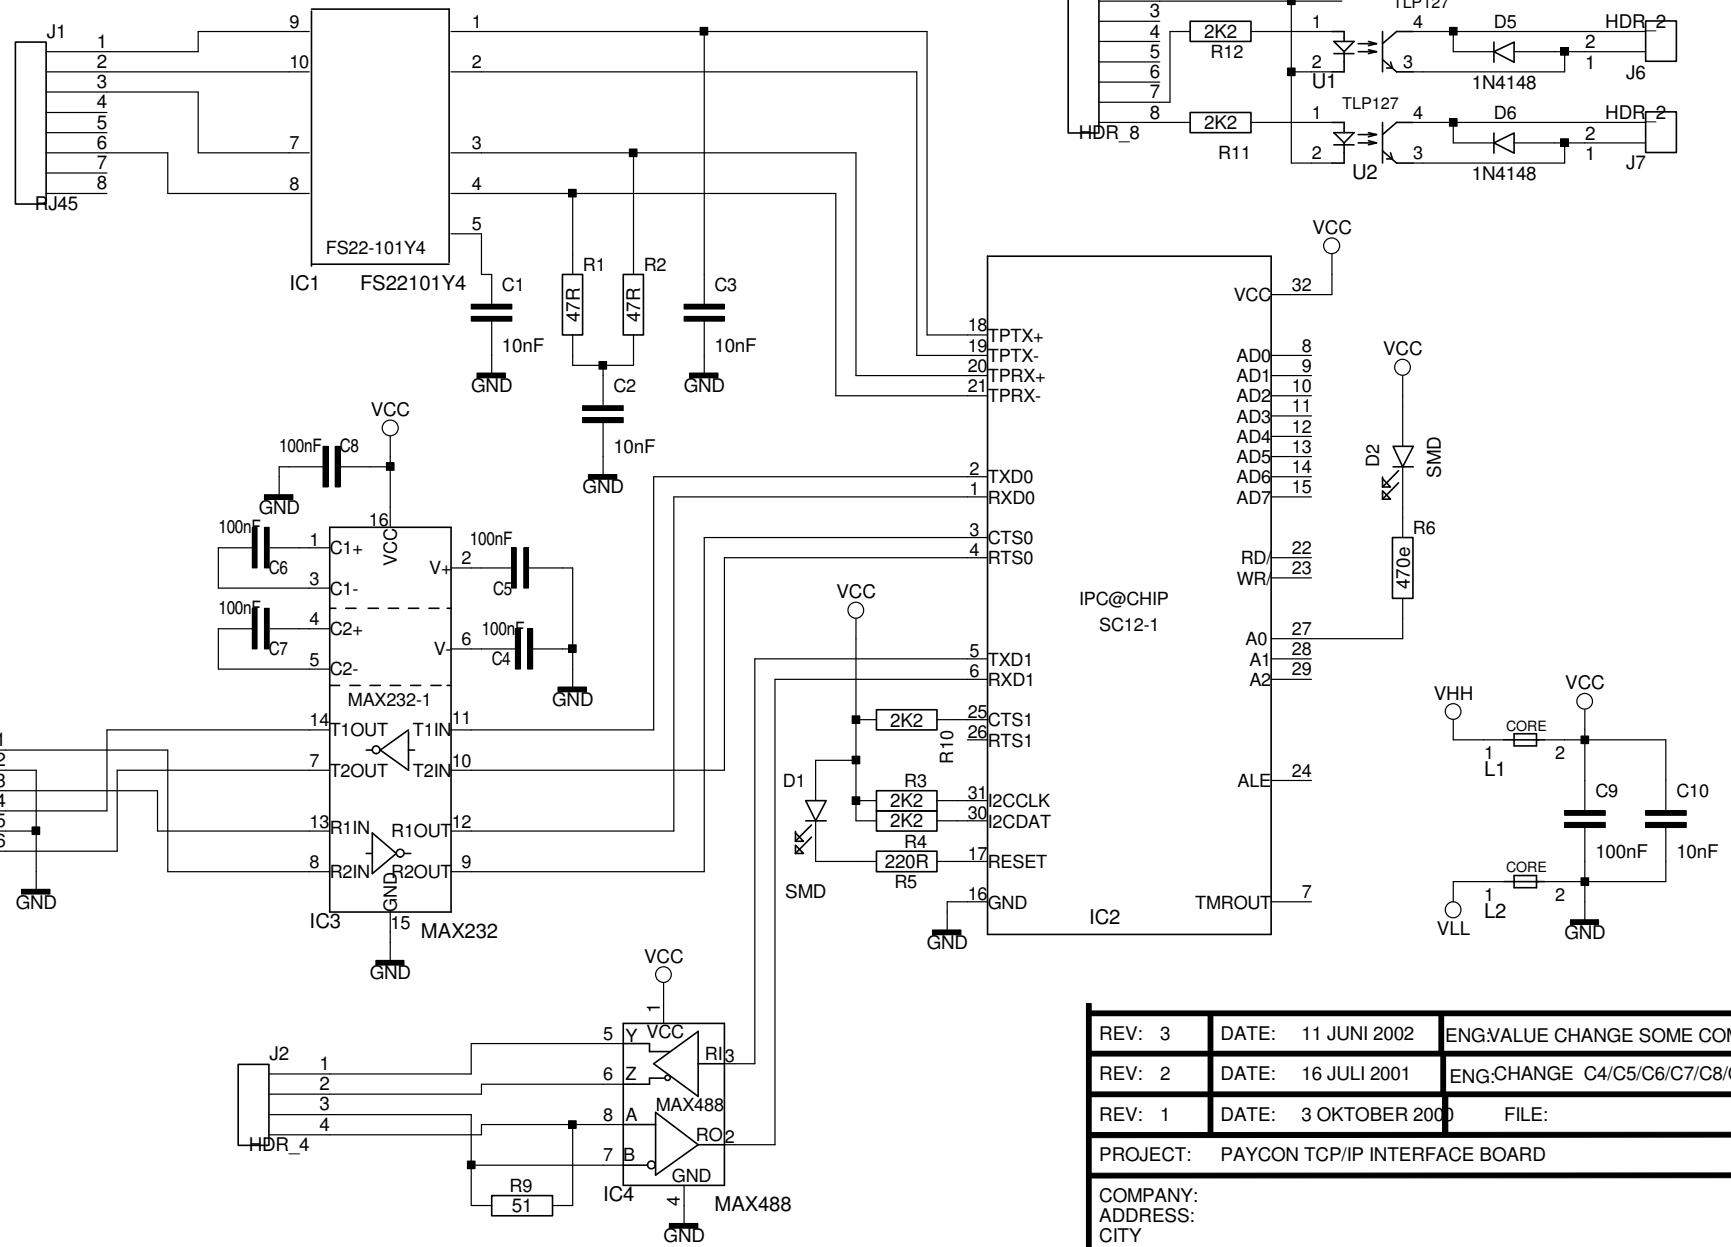 J1
1
2
3
4
5
6
7
8
RJ45
9
10
7
8
1
2
3
4
5
FS22-101Y4
IC1
FS22101Y4
C1
10nF
GND
R1
47R
R2
47R
C2
10nF
GND
C3
10nF
GND
3
4
5
6
7
8
HDR_8
2K2
R12
2K2
R11
1
2
U1
TLP127
4
3
D5
1N4148
HDR_2
2
1
J6
TLP127
1
2
U2
4
3
D6
1N4148
HDR_2
2
1
J7
VCC
100nF
C8
GND
100nF
C6
100nF
C7
16
VCC
1
C1+
3
C1-
4
C2+
5
C2-
V+
2
V-
6
100nF
C5
100nF
C4
GND
MAX232-1
14
T1OUT
T1IN
11
7
T2OUT
T2IN
10
13
R1IN
R1OUT
12
8
R2IN
R2OUT
9
GND
15
IC3
MAX232
GND
1
2
3
4
5
6
GND
18
TPTX+
19
TPTX-
20
TPRX+
21
TPRX-
2
TXD0
1
RXD0
3
CTS0
4
RTS0
5
TXD1
6
RXD1
25
CTS1
26
RTS1
31
I2CCLK
30
I2CDAT
17
RESET
16
GND
IPC@CHIP
SC12-1
IC2
VCC
32
VCC
AD0
8
AD1
9
AD2
10
AD3
11
AD4
12
AD5
13
AD6
14
AD7
15
RD/
22
WR/
23
A0
27
A1
28
A2
29
ALE
24
TMROUT
7
VCC
D2
SMD
R6
470e
VCC
2K2
R10
R3
2K2
2K2
R4
220R
R5
D1
SMD
GND
VHH
CORE
1
2
L1
VCC
C9
100nF
C10
10nF
CORE
1
2
L2
VLL
GND
J2
1
2
3
4
HDR_4
R9
51
VCC
1
VCC
5
Y
6
Z
RI
3
MAX488
8
A
7
B
RO
2
GND
4
IC4
MAX488
GND
REV: 3
DATE: 11 JUNI 2002
ENG:VALUE CHANGE SOME
REV: 2
DATE: 16 JULI 2001
ENG:CHANGE C4/C5/C6/C7/C8/
REV: 1
DATE: 3 OKTOBER 2000
FILE:
PROJECT: PAYCON TCP/IP INTERFACE BOARD
COMPANY:
ADDRESS:
CITY